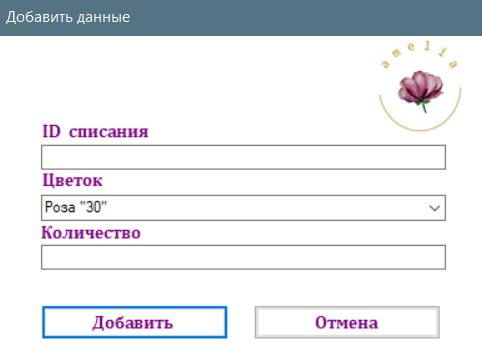 Добавить данные
amelia
ID списания
Цветок
Роза "30"
Количество
Добавить
Отмена